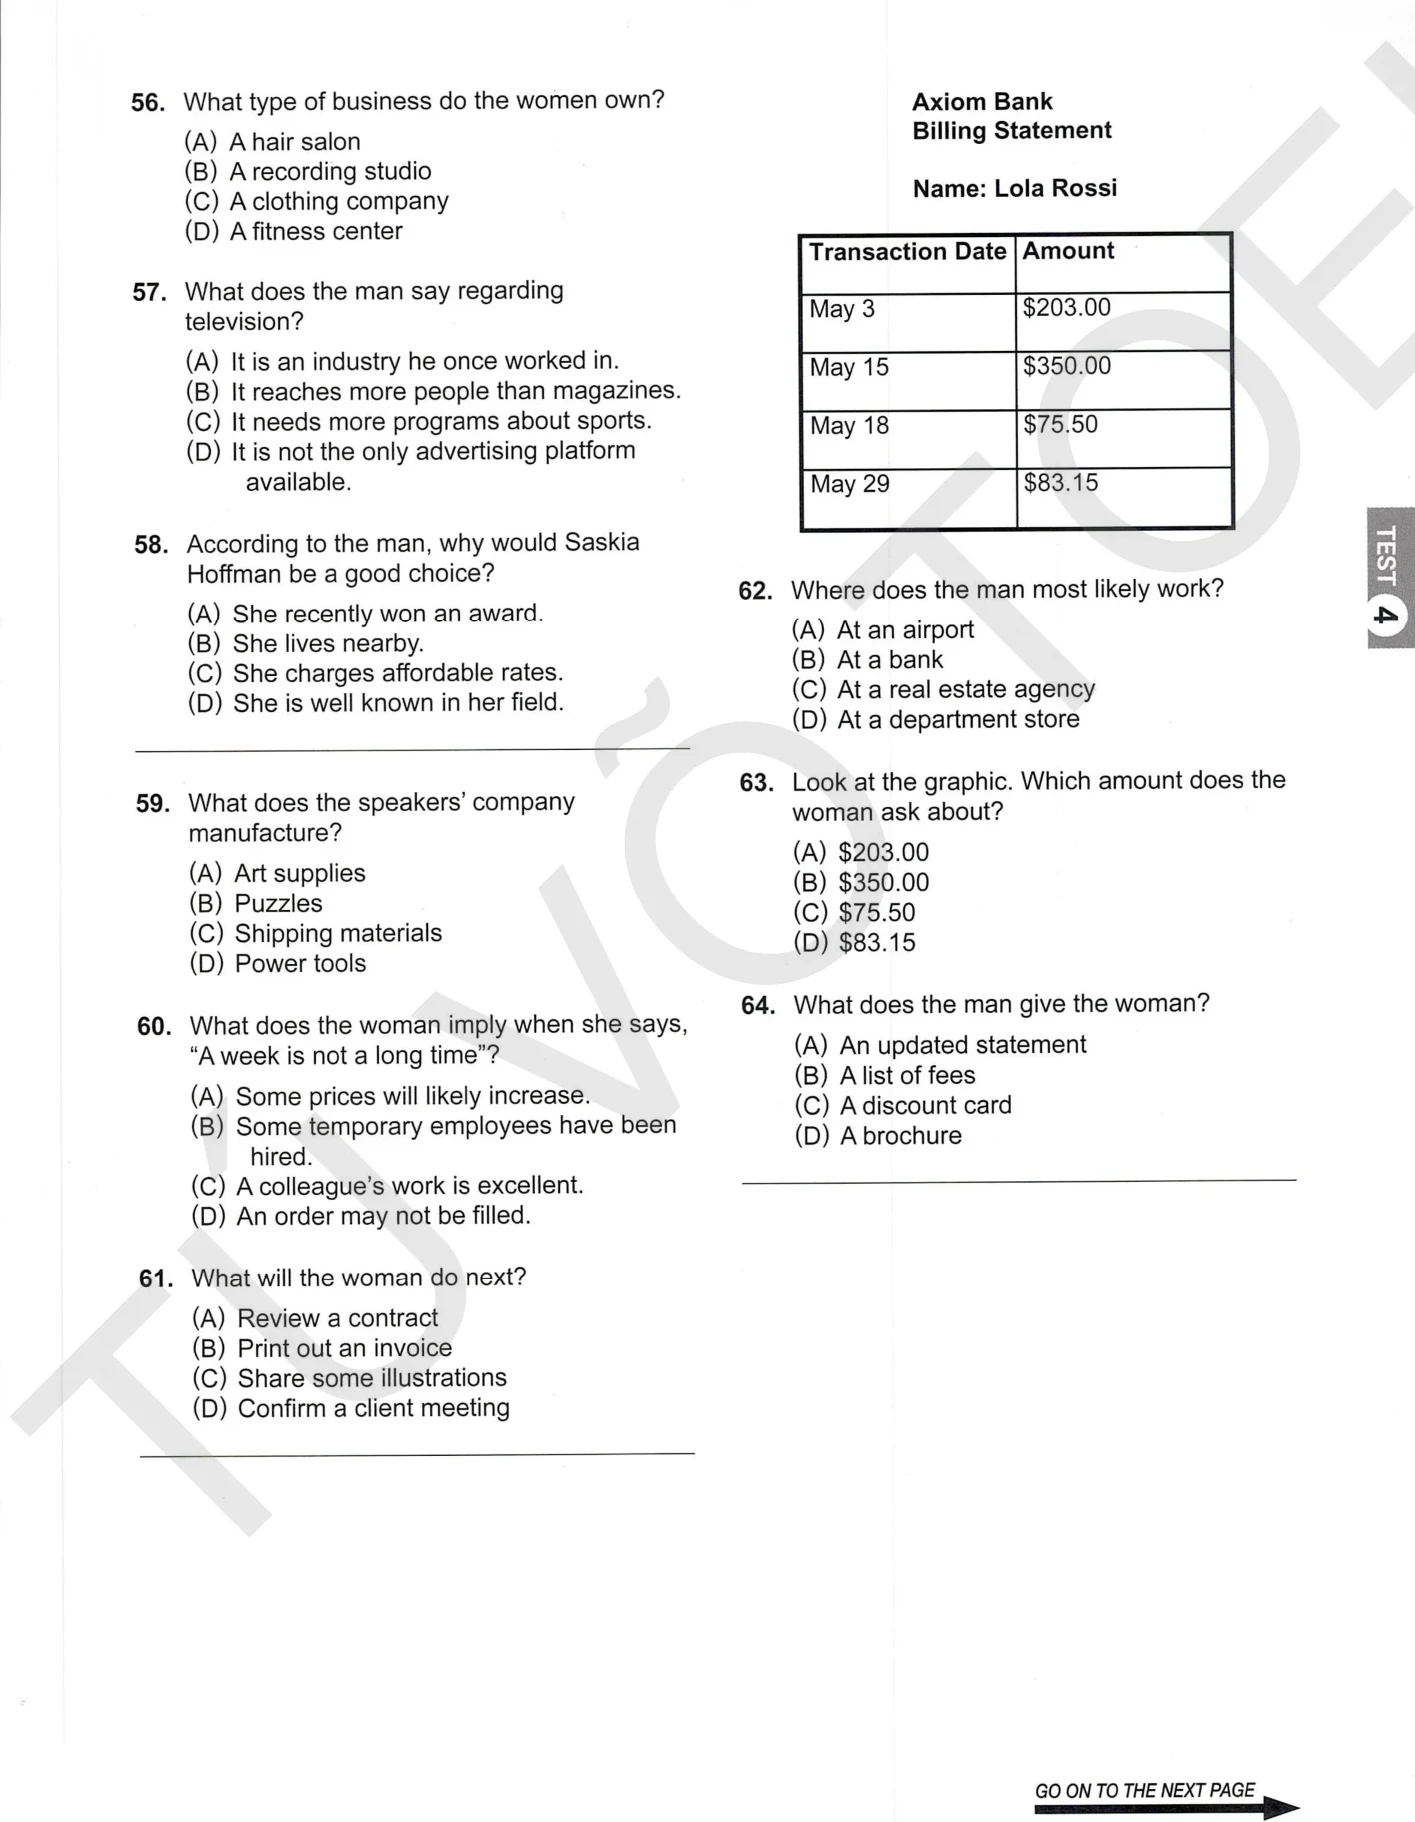 56. What type of business do the women own?
(A) A hair salon
(B) A recording studio
(C) A clothing company
(D) A fitness center
57. What does the man say regarding
television?
(A) It is an industry he once worked in.
(B) It reaches more people than magazines.
(C) It needs more programs about sports.
(D) It is not the only advertising platform
available.
58. According to the man, why would Saskia
Hoffman be a good choice?
(A) She recently won an award.
(B) She lives nearby.
(C) She charges affordable rates.
(D) She is well known in her field.
59. What does the speakers' company
manufacture?
(A) Art supplies
(B) Puzzles
(C) Shipping materials
(D) Power tools
60. What does the woman imply when she says,
"A week is not a long time"?
(A) Some prices will likely increase.
(B) Some temporary employees have been
hired.
(C) A colleague's work is excellent.
(D) An order may not be filled.
61. What will the woman do next?
(A) Review a contract
(B) Print out an invoice
(C) Share some illustrations
(D) Confirm a client meeting
Axiom Bank
Billing Statement
Name: Lola Rossi
Transaction Date Amount
May 3 $203.00
May 15 $350.00
May 18 $75.50
May 29 $83.15
62. Where does the man most likely work?
(A) At an airport
(B) At a bank
(C) At a real estate agency
(D) At a department store
63. Look at the graphic. Which amount does the
woman ask about?
(A) $203.00
(B) $350.00
(C) $75.50
(D) $83.15
64. What does the man give the woman?
(A) An updated statement
(B) A list of fees
(C) A discount card
(D) A brochure
TEST 4
GO ON TO THE NEXT PAGE
TÚ VÕ TOE